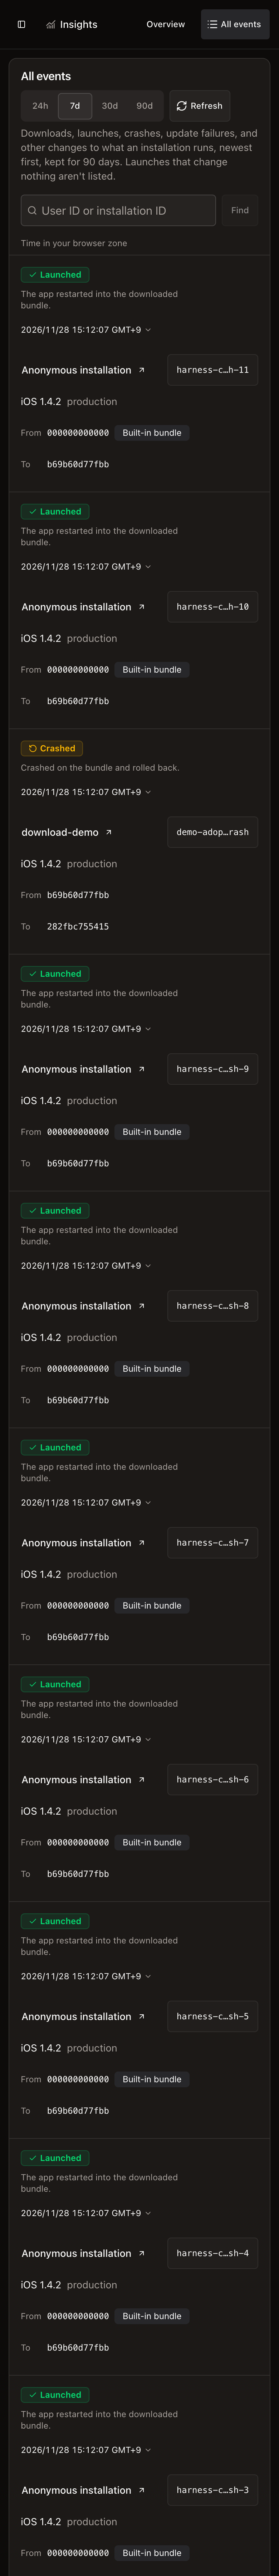 Insights
Overview
All events
All events
24h 7d 30d 90d Refresh
Downloads, launches, crashes, update failures, and
other changes to what an installation runs, newest
first, kept for 90 days. Launches that change
nothing aren't listed.
User ID or installation ID Find
Time in your browser zone
Launched
The app restarted into the downloaded
bundle.
2026/11/28 15:12:07 GMT+9
Anonymous installation harness-c…h-11
iOS 1.4.2 production
From 000000000000 Built-in bundle
To b69b60d77fbb
Launched
The app restarted into the downloaded
bundle.
2026/11/28 15:12:07 GMT+9
Anonymous installation harness-c…h-10
iOS 1.4.2 production
From 000000000000 Built-in bundle
To b69b60d77fbb
Crashed
Crashed on the bundle and rolled back.
2026/11/28 15:12:07 GMT+9
download-demo demo-adop…rash
iOS 1.4.2 production
From b69b60d77fbb
To 282fbc755415
Launched
The app restarted into the downloaded
bundle.
2026/11/28 15:12:07 GMT+9
Anonymous installation harness-c…sh-9
iOS 1.4.2 production
From 000000000000 Built-in bundle
To b69b60d77fbb
Launched
The app restarted into the downloaded
bundle.
2026/11/28 15:12:07 GMT+9
Anonymous installation harness-c…sh-8
iOS 1.4.2 production
From 000000000000 Built-in bundle
To b69b60d77fbb
Launched
The app restarted into the downloaded
bundle.
2026/11/28 15:12:07 GMT+9
Anonymous installation harness-c…sh-7
iOS 1.4.2 production
From 000000000000 Built-in bundle
To b69b60d77fbb
Launched
The app restarted into the downloaded
bundle.
2026/11/28 15:12:07 GMT+9
Anonymous installation harness-c…sh-6
iOS 1.4.2 production
From 000000000000 Built-in bundle
To b69b60d77fbb
Launched
The app restarted into the downloaded
bundle.
2026/11/28 15:12:07 GMT+9
Anonymous installation harness-c…sh-5
iOS 1.4.2 production
From 000000000000 Built-in bundle
To b69b60d77fbb
Launched
The app restarted into the downloaded
bundle.
2026/11/28 15:12:07 GMT+9
Anonymous installation harness-c…sh-4
iOS 1.4.2 production
From 000000000000 Built-in bundle
To b69b60d77fbb
Launched
The app restarted into the downloaded
bundle.
2026/11/28 15:12:07 GMT+9
Anonymous installation harness-c…sh-3
iOS 1.4.2 production
From 000000000000 Built-in bundle